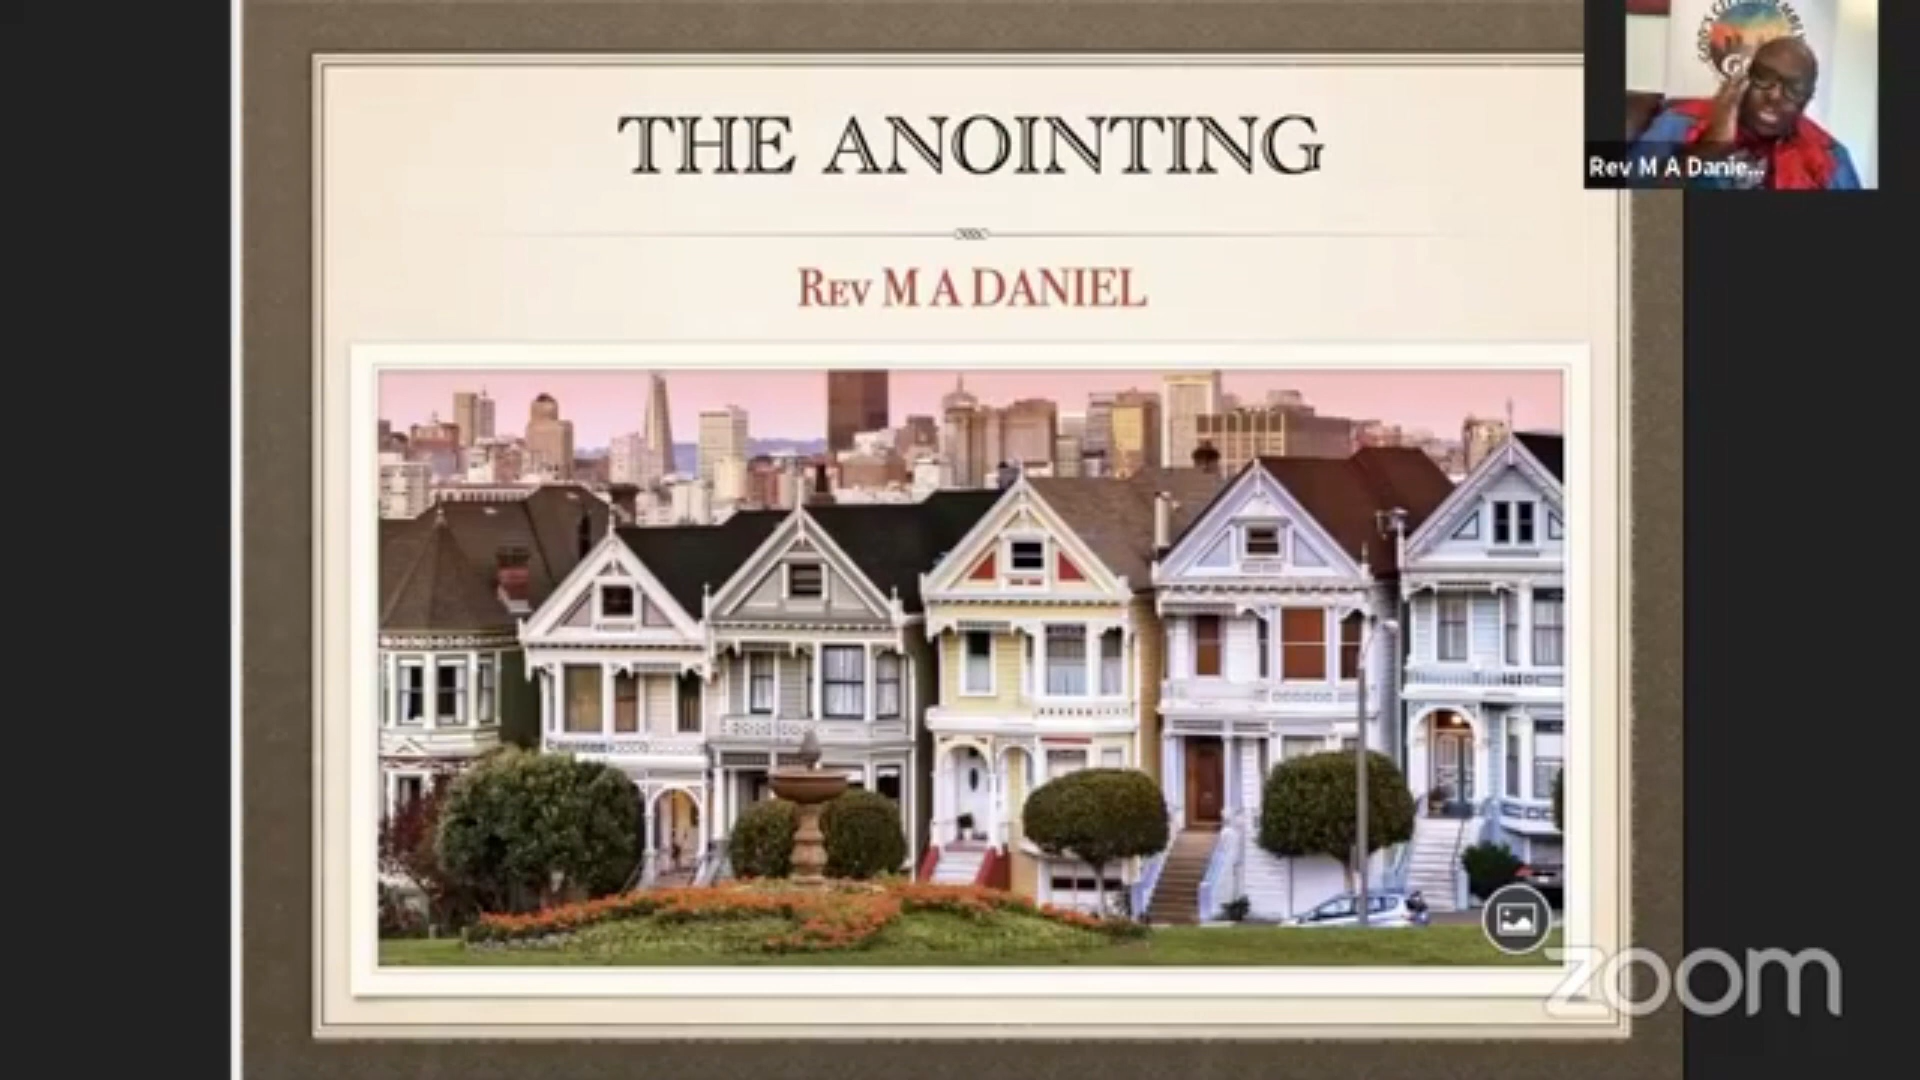 THE ANOINTING
REV M A DANIEL
Rev M A Danie...
zoom